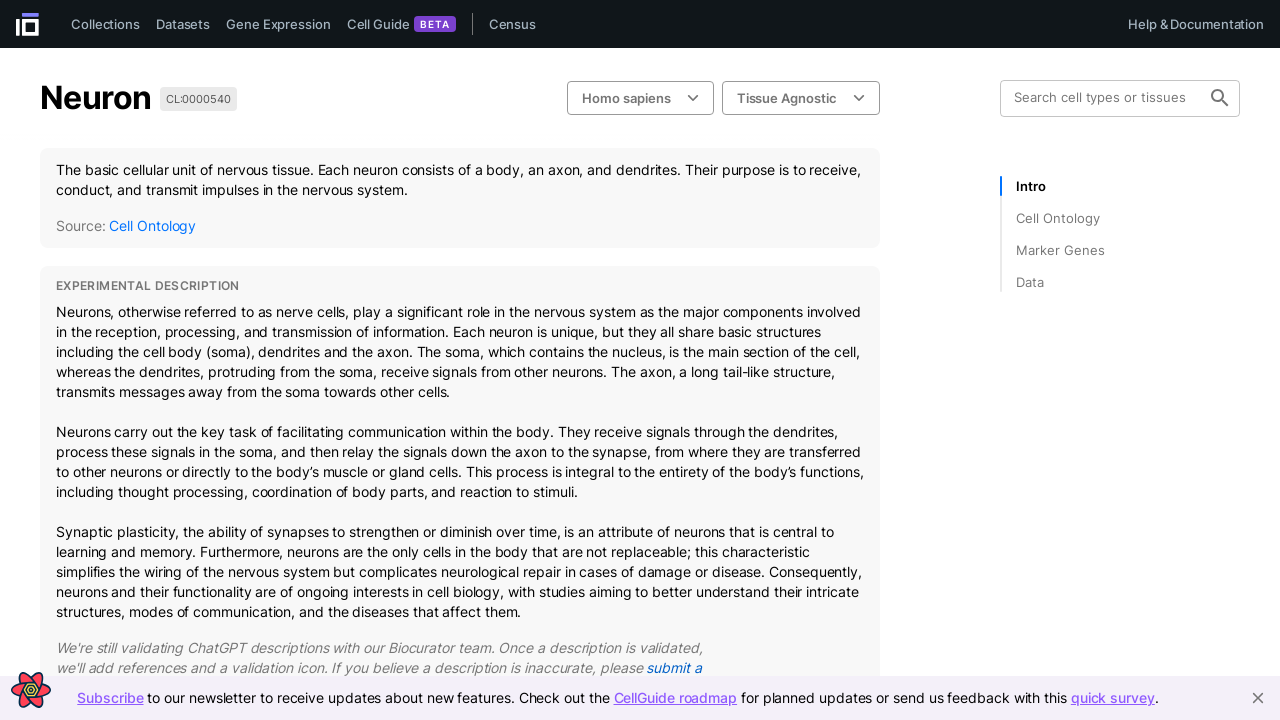 Collections Datasets Gene Expression Cell Guide BETA Census Help & Documentation
Neuron CL:0000540 Homo sapiens Tissue Agnostic Search cell types or tissues
The basic cellular unit of nervous tissue. Each neuron consists of a body, an axon, and dendrites. Their purpose is to receive,
conduct, and transmit impulses in the nervous system.
Source: Cell Ontology
Intro
Cell Ontology
Marker Genes
Data
EXPERIMENTAL DESCRIPTION
Neurons, otherwise referred to as nerve cells, play a significant role in the nervous system as the major components involved
in the reception, processing, and transmission of information. Each neuron is unique, but they all share basic structures
including the cell body (soma), dendrites and the axon. The soma, which contains the nucleus, is the main section of the cell,
whereas the dendrites, protruding from the soma, receive signals from other neurons. The axon, a long tail-like structure,
transmits messages away from the soma towards other cells.
Neurons carry out the key task of facilitating communication within the body. They receive signals through the dendrites,
process these signals in the soma, and then relay the signals down the axon to the synapse, from where they are transferred
to other neurons or directly to the body’s muscle or gland cells. This process is integral to the entirety of the body’s functions,
including thought processing, coordination of body parts, and reaction to stimuli.
Synaptic plasticity, the ability of synapses to strengthen or diminish over time, is an attribute of neurons that is central to
learning and memory. Furthermore, neurons are the only cells in the body that are not replaceable; this characteristic
simplifies the wiring of the nervous system but complicates neurological repair in cases of damage or disease. Consequently,
neurons and their functionality are of ongoing interests in cell biology, with studies aiming to better understand their intricate
structures, modes of communication, and the diseases that affect them.
We're still validating ChatGPT descriptions with our Biocurator team. Once a description is validated,
we'll add references and a validation icon. If you believe a description is inaccurate, please submit a
Subscribe to our newsletter to receive updates about new features. Check out the CellGuide roadmap for planned updates or send us feedback with this quick survey.